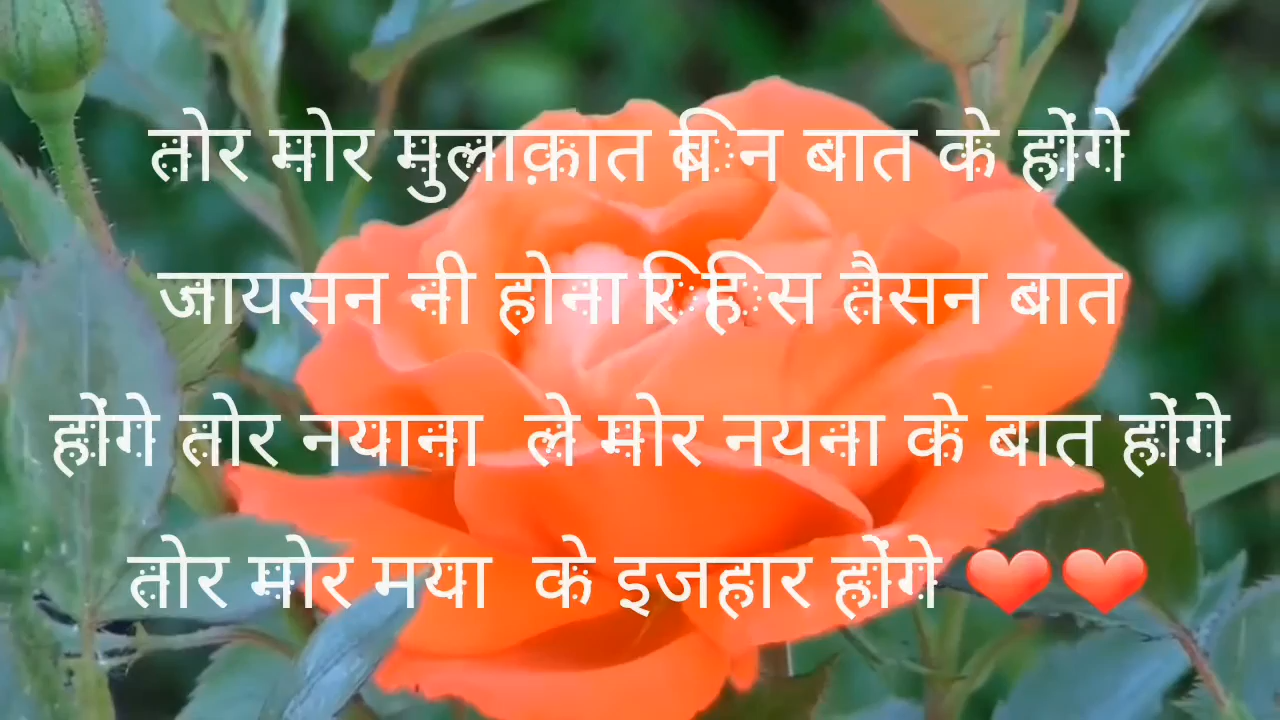 तोर मोर मुलाक़ात बिन बात के होंगे
जायसन नी होना रिहिस तैसन बात
होंगे तोर नयाना ले मोर नयना के बात होंगे
तोर मोर मया के इजहार होंगे ❤️❤️